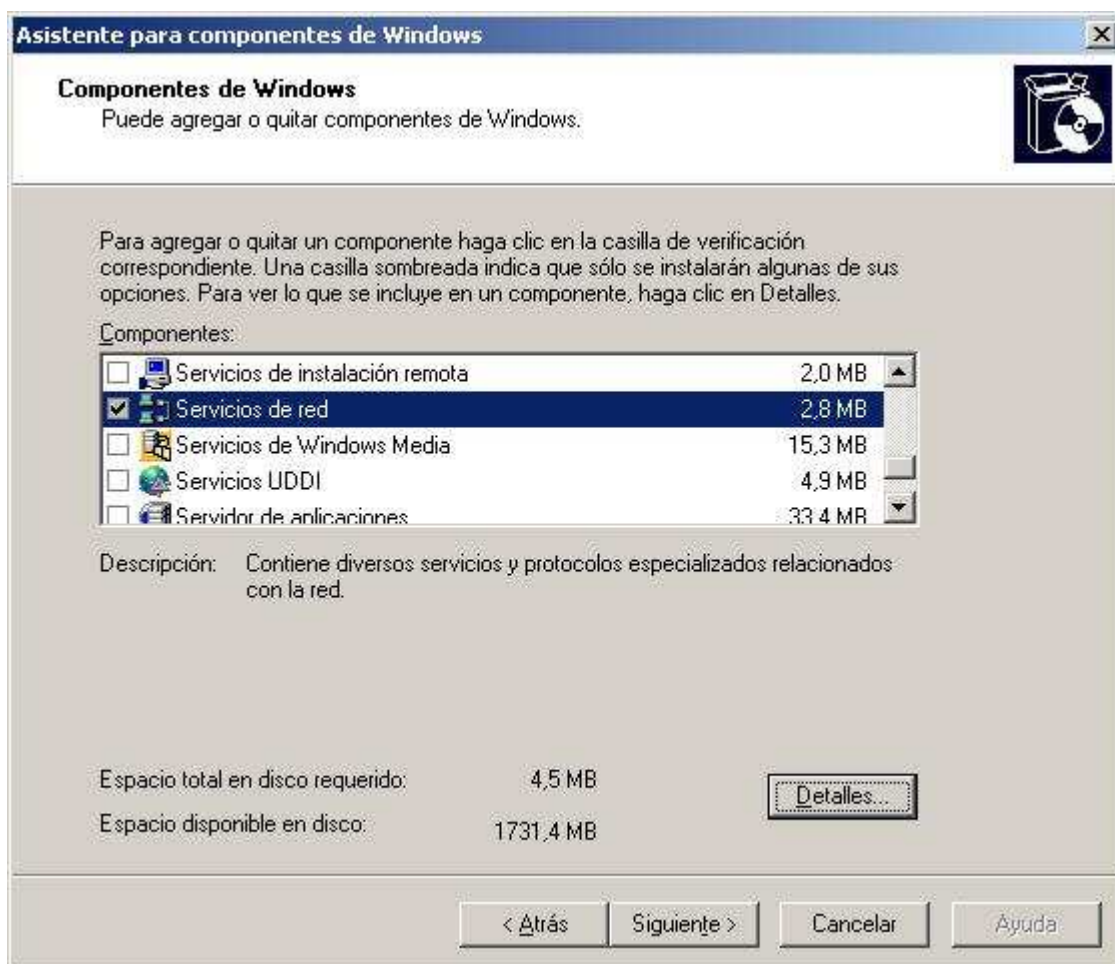 Asistente para componentes de Windows
Componentes de Windows
Puede agregar o quitar componentes de Windows.
Para agregar o quitar un componente haga clic en la casilla de verificación
correspondiente. Una casilla sombreada indica que sólo se instalarán algunas de sus
opciones. Para ver lo que se incluye en un componente, haga clic en Detalles.
Componentes:
Servicios de instalación remota 2,0 MB
Servicios de red 2,8 MB
Servicios de Windows Media 15,3 MB
Servicios UDDI 4,9 MB
Servidor de aplicaciones 33,4 MB
Descripción: Contiene diversos servicios y protocolos especializados relacionados
con la red.
Espacio total en disco requerido: 4,5 MB
Detalles...
Espacio disponible en disco: 1731,4 MB
< Atrás Siguiente > Cancelar Ayuda